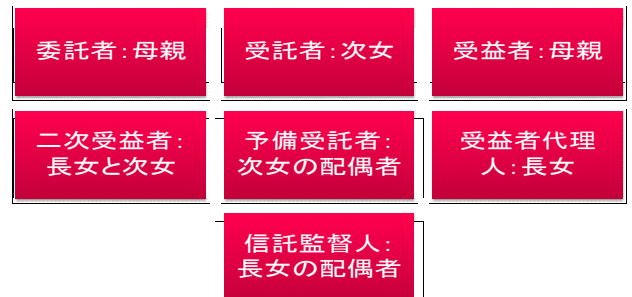 委託者:母親
受託者:次女
受益者:母親
二次受益者:
長女と次女
予備受託者:
次女の配偶者
受益者代理
人:長女
信託監督人:
長女の配偶者